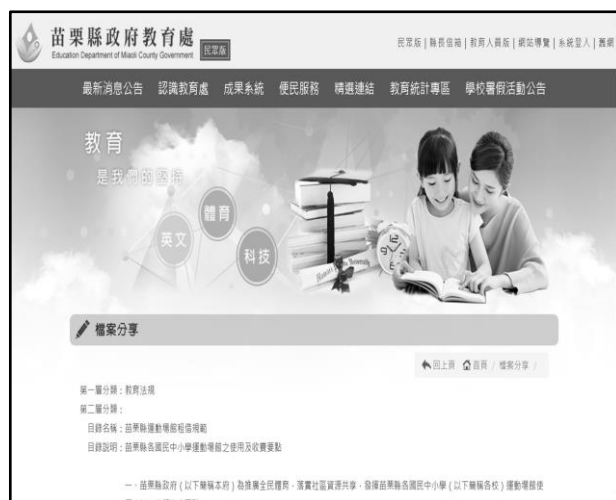 苗栗縣政府教育處
Education Department of Miaoli County Government
民眾版
民眾版 | 縣長信箱 | 教育人員版 | 網站導覽 | 系統登入 | 舊網
最新消息公告 認識教育處 成果系統 便民服務 精選連結 教育統計專區 學校暑假活動公告
教育
是我們的堅持
英文
體育
科技
檔案分享
回上頁 首頁 / 檔案分享 /
第一層分類：教育法規
第二層分類：
目錄名稱：苗栗縣運動場館租借規範
目錄說明：苗栗縣各國民中小學運動場館之使用及收費要點
一、苗栗縣政府（以下簡稱本府）為推廣全民體育、落實社區資源共享，發揮苗栗縣各國民中小學（以下簡稱各校）運動場館使